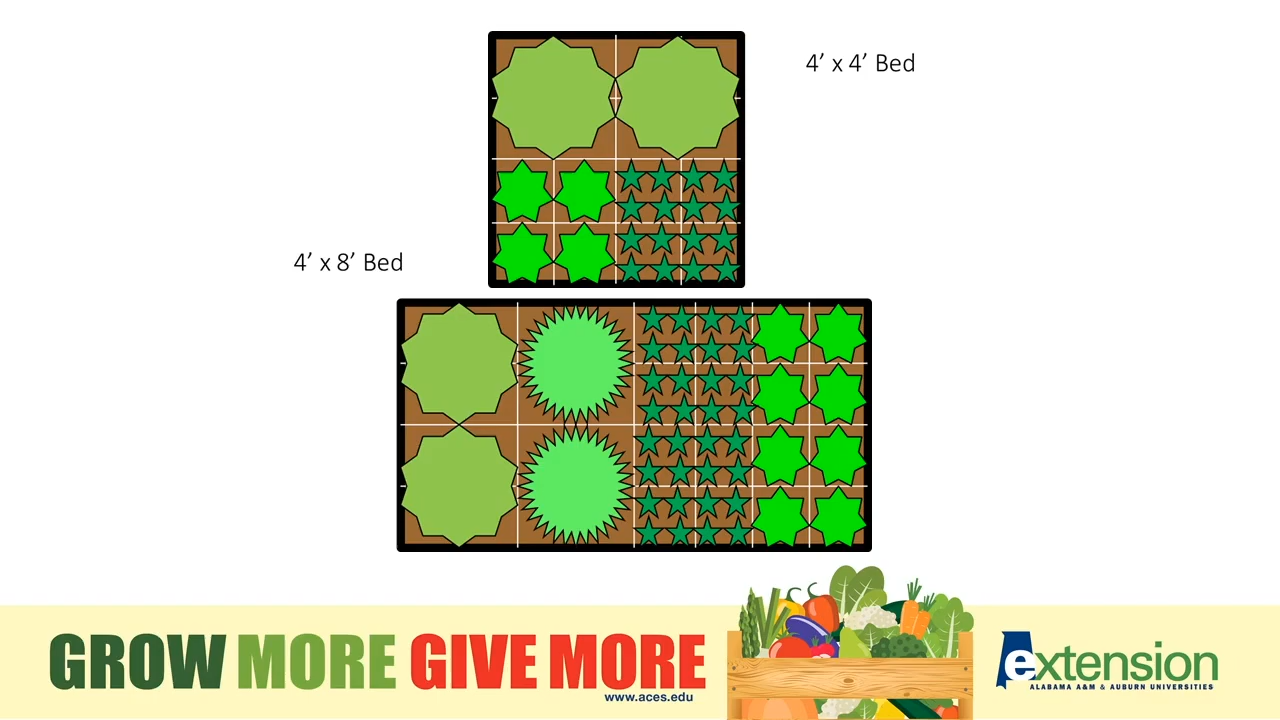 4’ x 4’ Bed
4’ x 8’ Bed
GROW MORE GIVE MORE
www.aces.edu
extension
ALABAMA A&M & AUBURN UNIVERSITIES